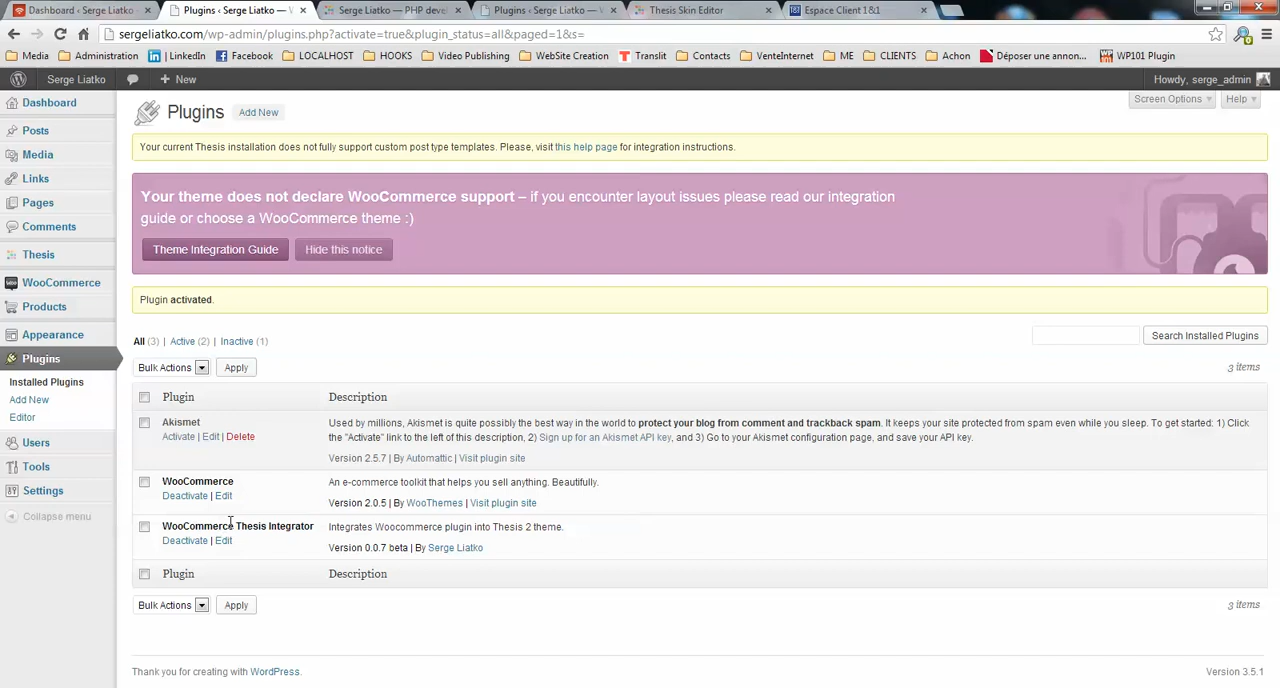 Dashboard ‹ Serge Liatko
Plugins ‹ Serge Liatko —
Serge Liatko — PHP devel
Plugins ‹ Serge Liatko — W
Thesis Skin Editor
Espace Client 1&1
sergeliatko.com/wp-admin/plugins.php?activate=true&plugin_status=all&paged=1&s=
Media
Administration
LinkedIn
Facebook
LOCALHOST
HOOKS
Video Publishing
WebSite Creation
Translit
Contacts
VenteInternet
ME
CLIENTS
Achon
Déposer une annon...
WP101 Plugin
Serge Liatko
+ New
Howdy, serge_admin
Dashboard
Posts
Media
Links
Pages
Comments
Thesis
WooCommerce
Products
Appearance
Plugins
Installed Plugins
Add New
Editor
Users
Tools
Settings
Collapse menu
Screen Options
Help
Plugins Add New
Your current Thesis installation does not fully support custom post type templates. Please, visit this help page for integration instructions.
Your theme does not declare WooCommerce support – if you encounter layout issues please read our integration
guide or choose a WooCommerce theme :)
Theme Integration Guide
Hide this notice
Plugin activated.
All (3) | Active (2) | Inactive (1)
Search Installed Plugins
Bulk Actions
Apply
3 items
Plugin
Description
Akismet
Activate | Edit | Delete
Used by millions, Akismet is quite possibly the best way in the world to protect your blog from comment and trackback spam. It keeps your site protected from spam even while you sleep. To get started: 1) Click
the "Activate" link to the left of this description, 2) Sign up for an Akismet API key, and 3) Go to your Akismet configuration page, and save your API key.
Version 2.5.7 | By Automattic | Visit plugin site
WooCommerce
Deactivate | Edit
An e-commerce toolkit that helps you sell anything. Beautifully.
Version 2.0.5 | By WooThemes | Visit plugin site
WooCommerce Thesis Integrator
Deactivate | Edit
Integrates Woocommerce plugin into Thesis 2 theme.
Version 0.0.7 beta | By Serge Liatko
Plugin
Description
Bulk Actions
Apply
3 items
Thank you for creating with WordPress.
Version 3.5.1